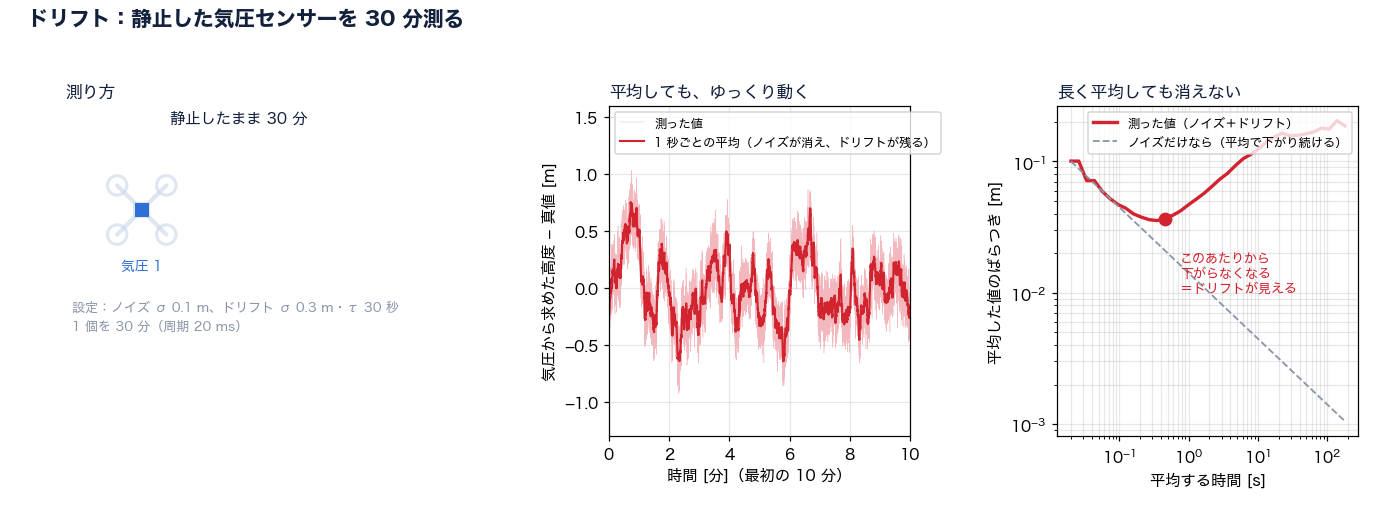 ドリフト：静止した気圧センサーを 30 分測る
測り方
静止したまま 30 分
気圧 1
設定：ノイズ σ 0.1 m、ドリフト σ 0.3 m・τ 30 秒
1 個を 30 分（周期 20 ms）
平均しても、ゆっくり動く
測った値
1 秒ごとの平均（ノイズが消え、ドリフトが残る）
気圧から求めた高度 − 真値 [m]
1.5
1.0
0.5
0.0
−0.5
−1.0
0 2 4 6 8 10
時間 [分]（最初の 10 分）
長く平均しても消えない
測った値（ノイズ＋ドリフト）
ノイズだけなら（平均で下がり続ける）
平均した値のばらつき [m]
10⁻¹
10⁻²
10⁻³
このあたりから
下がらなくなる
＝ドリフトが見える
10⁻¹ 10⁰ 10¹ 10²
平均する時間 [s]